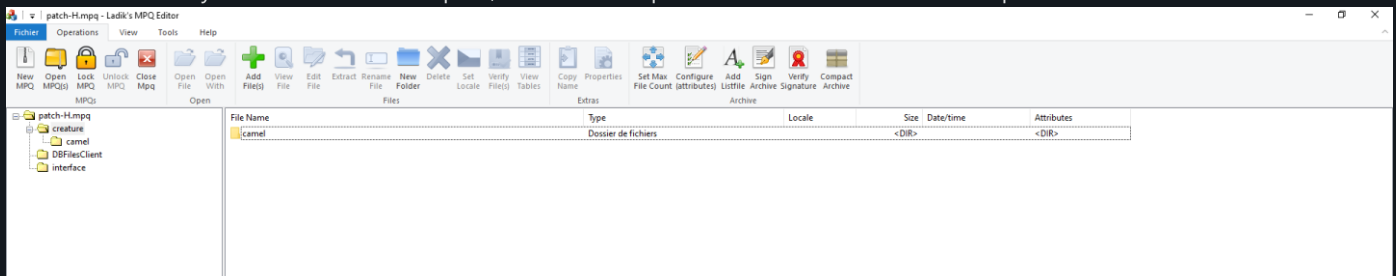 patch-H.mpq - Ladik's MPQ Editor
Fichier Operations View Tools Help
New MPQ
Open MPQ(s)
Lock MPQ
Unlock MPQ
Close Mpq
Open File
Open With
Add File(s)
View File
Edit File
Extract
Rename File
New Folder
Delete
Set Locale
Verify File(s)
View Tables
Copy Name
Properties
Set Max File Count
Configure (attributes)
Add Listfile
Sign Archive
Verify Signature
Compact Archive
MPQs Open Files Extras Archive
patch-H.mpq
creature
camel
DBFilesClient
interface
File Name Type Locale Size Date/time Attributes
camel Dossier de fichiers <DIR> <DIR>